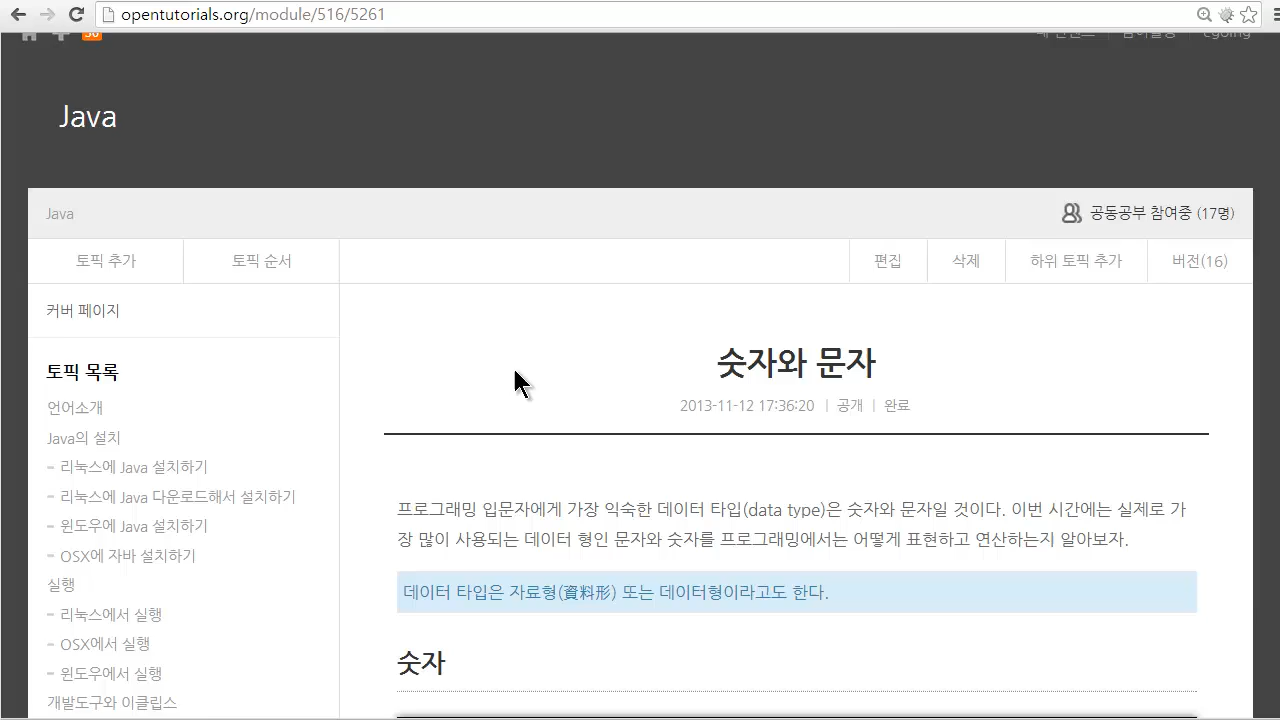 opentutorials.org/module/516/5261
egoing
Java
Java
공동공부 참여중 (17명)
토픽 추가
토픽 순서
편집
삭제
하위 토픽 추가
버전(16)
커버 페이지
토픽 목록
언어소개
Java의 설치
- 리눅스에 Java 설치하기
- 리눅스에 Java 다운로드해서 설치하기
- 윈도우에 Java 설치하기
- OSX에 자바 설치하기
실행
- 리눅스에서 실행
- OSX에서 실행
- 윈도우에서 실행
개발도구와 이클립스
숫자와 문자
2013-11-12 17:36:20 | 공개 | 완료
프로그래밍 입문자에게 가장 익숙한 데이터 타입(data type)은 숫자와 문자일 것이다. 이번 시간에는 실제로 가
장 많이 사용되는 데이터 형인 문자와 숫자를 프로그래밍에서는 어떻게 표현하고 연산하는지 알아보자.
데이터 타입은 자료형(資料形) 또는 데이터형이라고도 한다.
숫자